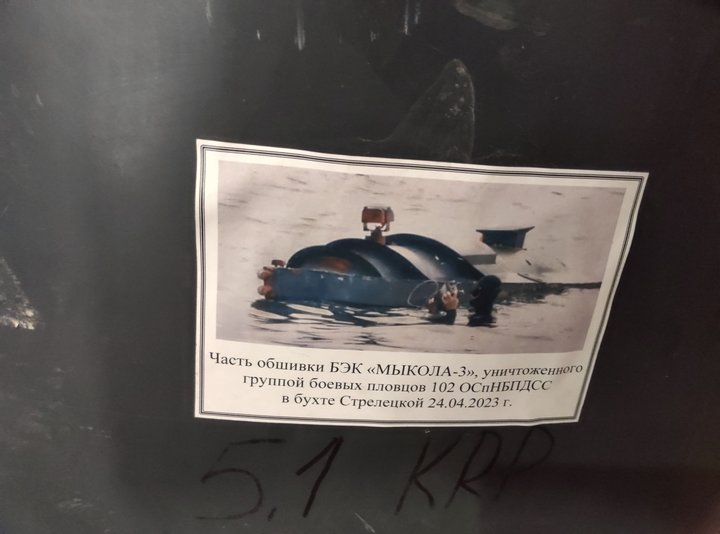 Часть обшивки БЭК «МЫКОЛА-3», уничтоженного
группой боевых пловцов 102 ОСпНБПДСС
в бухте Стрелецкой 24.04.2023 г.
5.1 KRP